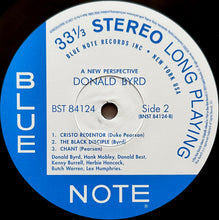 33⅓ STEREO LONG PLAYING
BLUE NOTE RECORDS INC • NEW YORK USA
A NEW PERSPECTIVE
DONALD BYRD
BST 84124
Side 2
(BNST 84124-B)
1. CRISTO REDENTOR (Duke Pearson)
2. THE BLACK DISCIPLE (Byrd)
3. CHANT (Pearson)
Donald Byrd, Hank Mobley, Donald Best,
Kenny Burrell, Herbie Hancock,
Butch Warren, Lex Humphries.
BLUE
NOTE